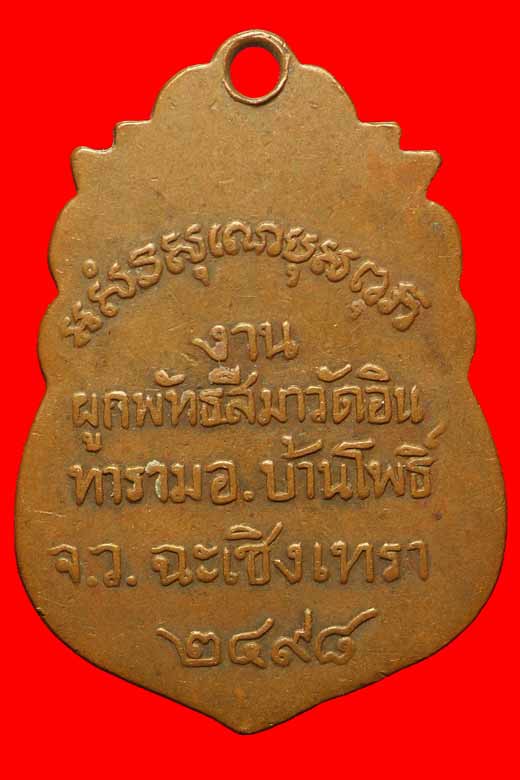 งาน
ผูกพัทธสีมาวัดอิน
ทารามอ.บ้านโพธิ์
จ.ว.ฉะเชิงเทรา
๒๔๙๘